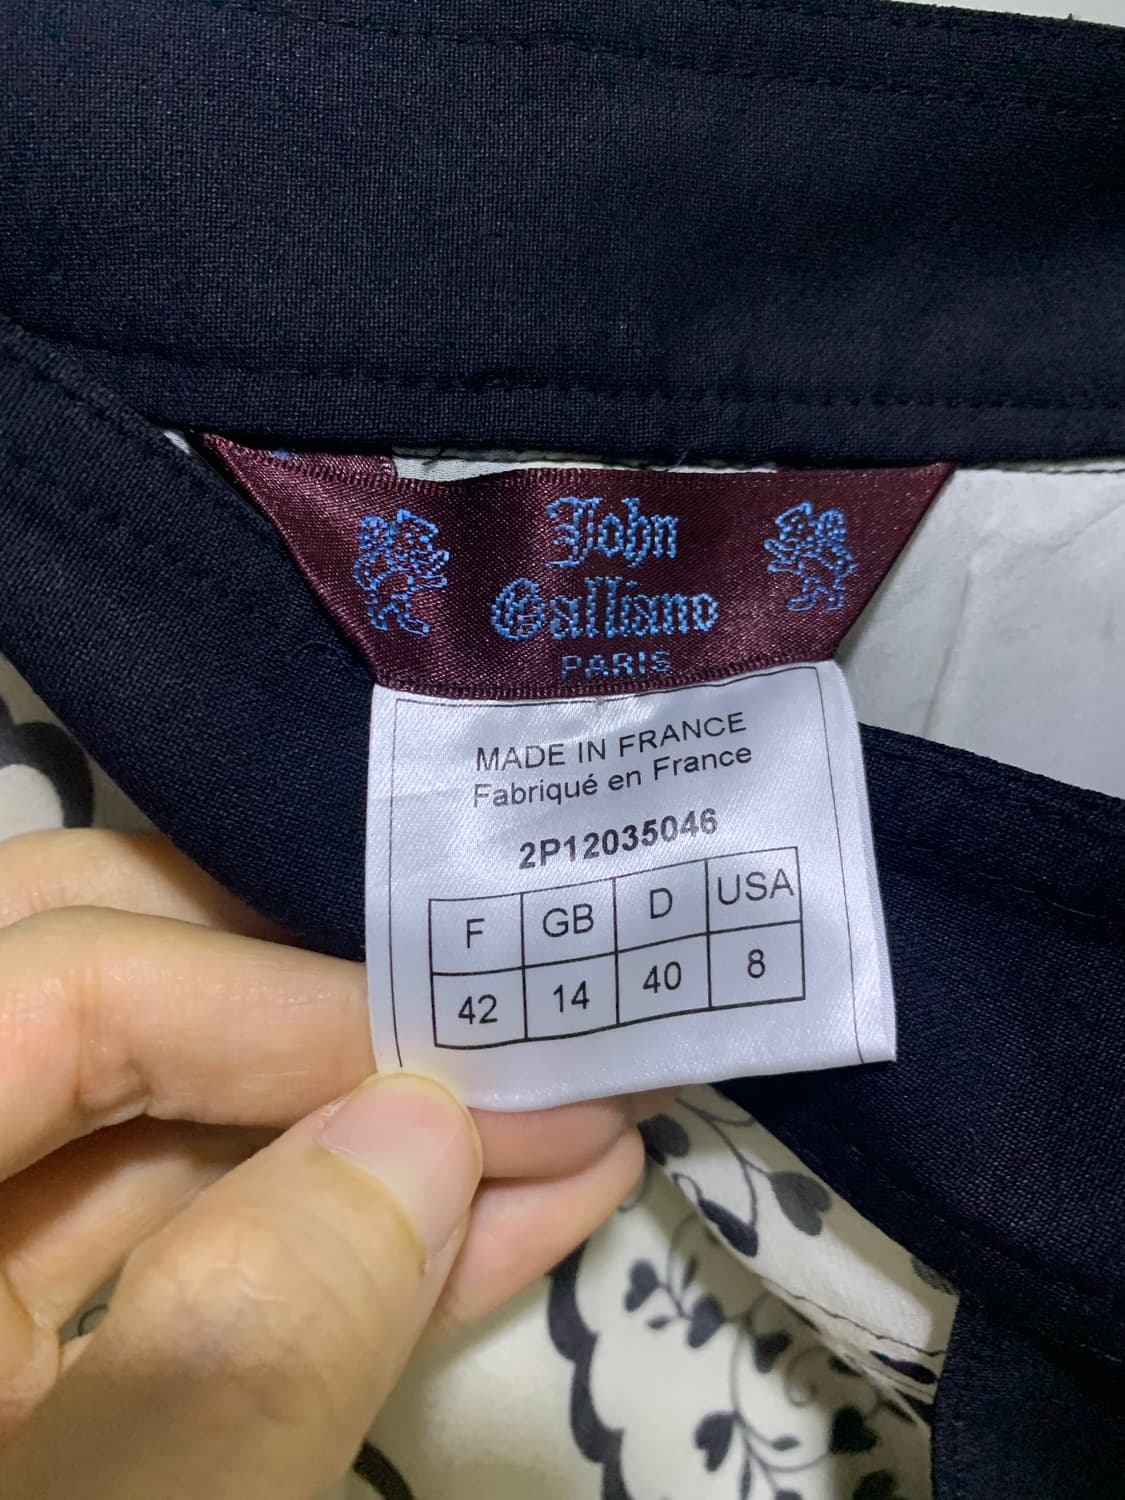 John
Galliano
PARIS
MADE IN FRANCE
Fabriqué en France
2P12035046
F GB D USA
42 14 40 8